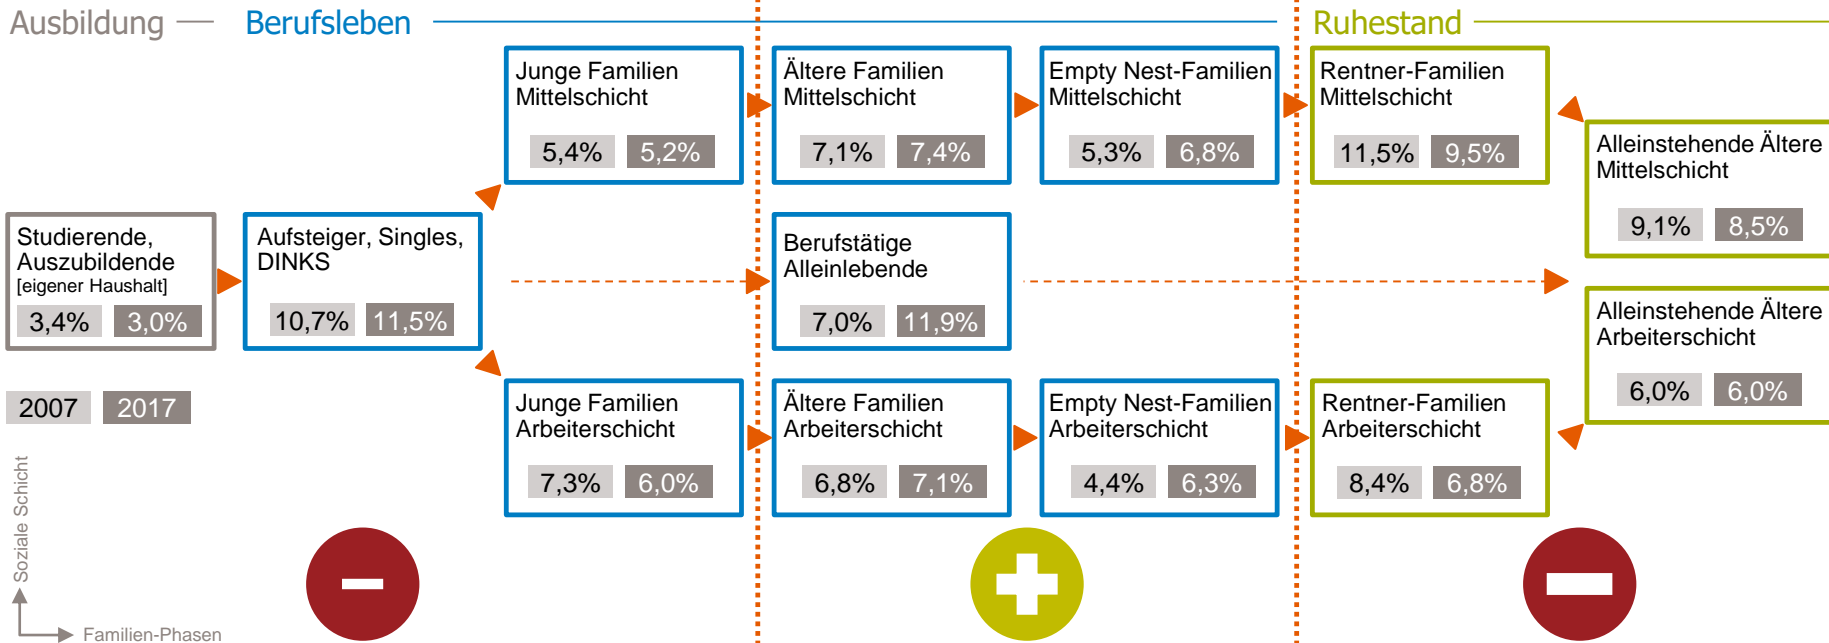 Ausbildung
Berufsleben
Ruhestand
Junge Familien
Mittelschicht
5,4% 5,2%
Ältere Familien
Mittelschicht
7,1% 7,4%
Empty Nest-Familien
Mittelschicht
5,3% 6,8%
Rentner-Familien
Mittelschicht
11,5% 9,5%
Alleinstehende Ältere
Mittelschicht
9,1% 8,5%
Studierende,
Auszubildende
[eigener Haushalt]
3,4% 3,0%
Aufsteiger, Singles,
DINKS
10,7% 11,5%
Berufstätige
Alleinlebende
7,0% 11,9%
Alleinstehende Ältere
Arbeiterschicht
6,0% 6,0%
2007 2017
Junge Familien
Arbeiterschicht
7,3% 6,0%
Ältere Familien
Arbeiterschicht
6,8% 7,1%
Empty Nest-Familien
Arbeiterschicht
4,4% 6,3%
Rentner-Familien
Arbeiterschicht
8,4% 6,8%
Soziale Schicht
Familien-Phasen